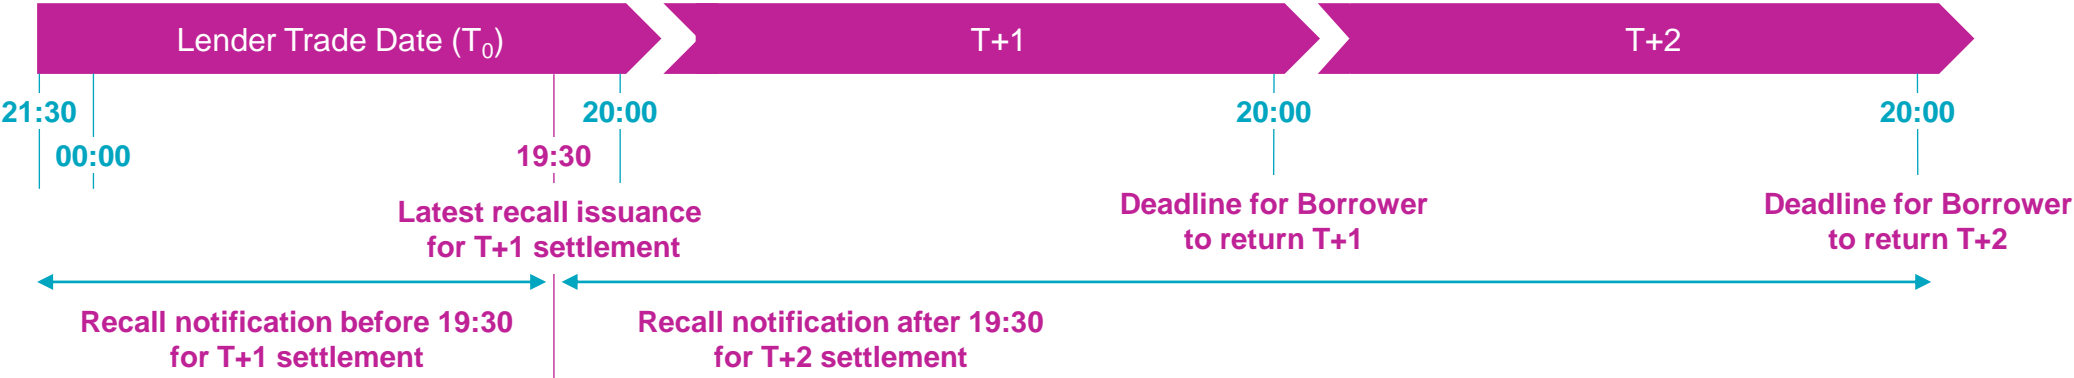 Lender Trade Date (T0)
T+1
T+2
21:30
20:00
20:00
20:00
00:00
19:30
Latest recall issuance
for T+1 settlement
Deadline for Borrower
to return T+1
Deadline for Borrower
to return T+2
Recall notification before 19:30
for T+1 settlement
Recall notification after 19:30
for T+2 settlement